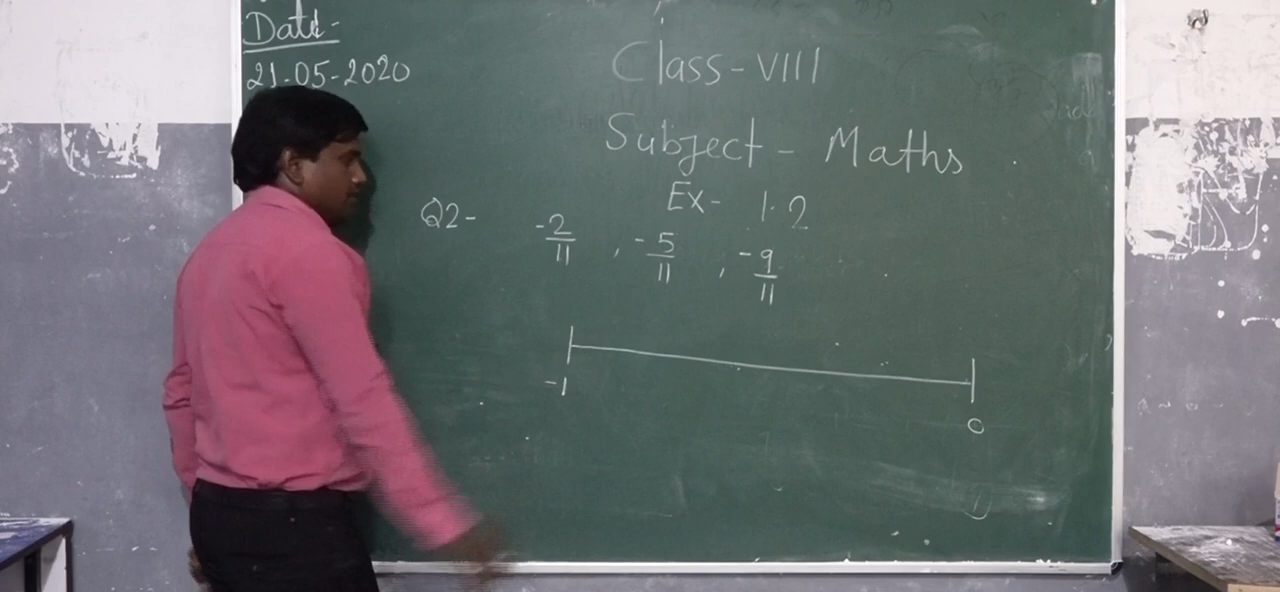 Date-
21-05-2020
Class-VIII
Subject - Maths
Ex- 1.2
Q2- -2/11 , -5/11 , -9/11
-1 0